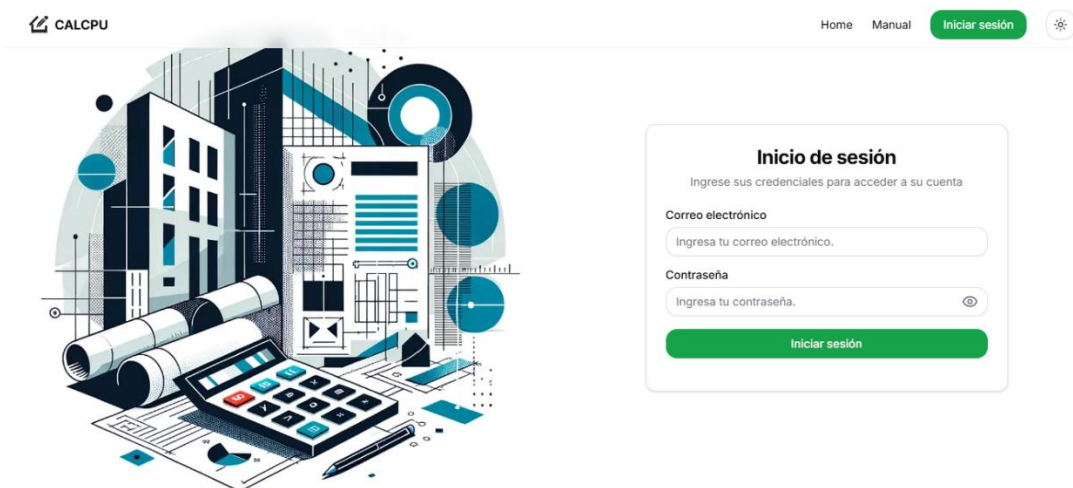 CALCPU
Home Manual Iniciar sesión
Inicio de sesión
Ingrese sus credenciales para acceder a su cuenta
Correo electrónico
Ingresa tu correo electrónico.
Contraseña
Ingresa tu contraseña.
Iniciar sesión